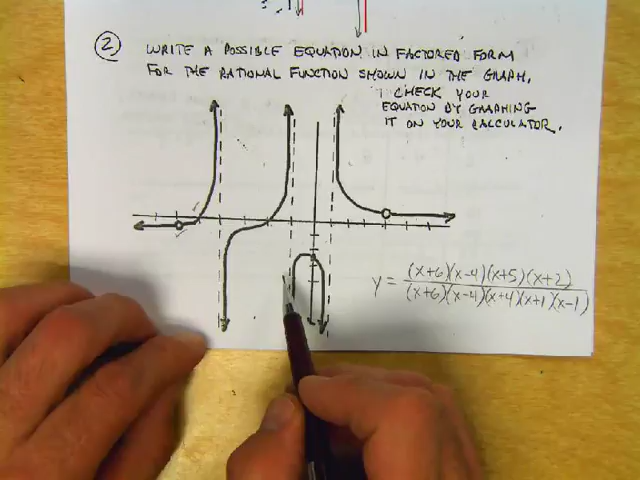 2) WRITE A POSSIBLE EQUATION IN FACTORED FORM
FOR THE RATIONAL FUNCTION SHOWN IN THE GRAPH.
CHECK YOUR
EQUATION BY GRAPHING
IT ON YOUR CALCULATOR.
y = (x+6)(x-4)(x+5)(x+2)
(x+6)(x-4)(x+4)(x+1)(x-1)